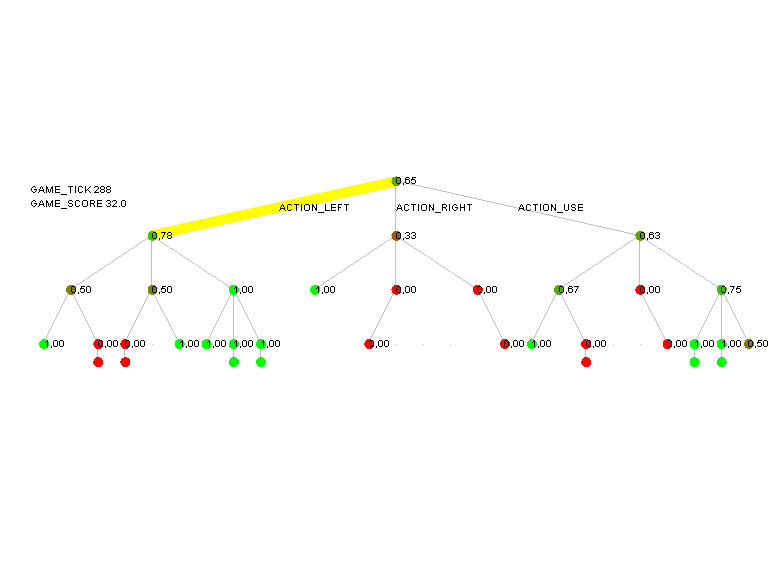 0,65
GAME_TICK 288
GAME_SCORE 32.0
ACTION_LEFT ACTION_RIGHT ACTION_USE
0,78 0,33 0,63
0,50 0,50 1,00 1,00 0,00 0,00 0,67 0,00 0,75
1,00 0,00 0,00 1,00 1,00 1,00 1,00 0,00 0,00 1,00 0,00 0,00 1,00 1,00 0,50